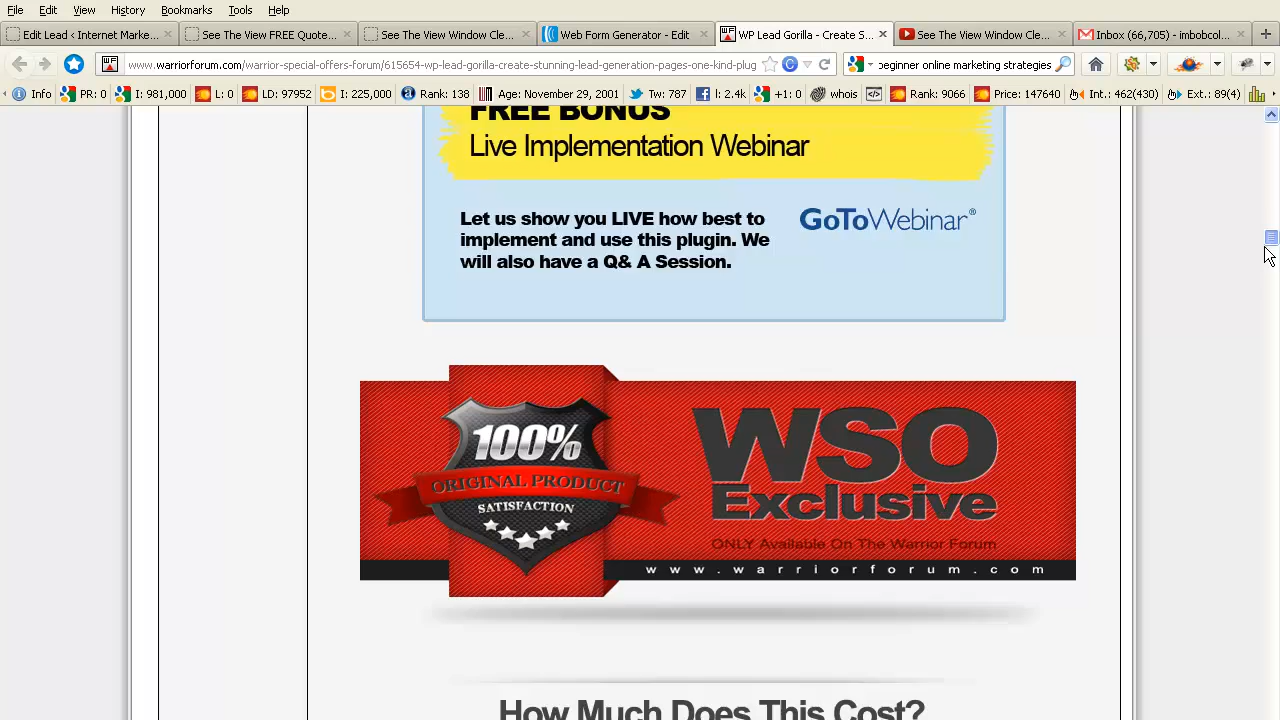 File Edit View History Bookmarks Tools Help
Edit Lead ‹ Internet Marke... × See The View FREE Quote... × See The View Window Cle... × Web Form Generator - Edit × WP Lead Gorilla - Create S... × See The View Window Cle... × Inbox (66,705) - imbobcol... × +
www.warriorforum.com/warrior-special-offers-forum/615654-wp-lead-gorilla-create-stunning-lead-generation-pages-one-kind-plug beginner online marketing strategies
Info PR: 0 I: 981,000 L: 0 LD: 97952 I: 225,000 Rank: 138 Age: November 29, 2001 Tw: 787 l: 2.4k +1: 0 whois Rank: 9066 Price: 147640 Int.: 462(430) Ext.: 8(4)
FREE BONUS
Live Implementation Webinar
Let us show you LIVE how best to
implement and use this plugin. We
will also have a Q& A Session.
GoToWebinar®
100%
ORIGINAL PRODUCT
SATISFACTION
WSO
Exclusive
ONLY Available On The Warrior Forum
www.warriorforum.com
How Much Does This Cost?